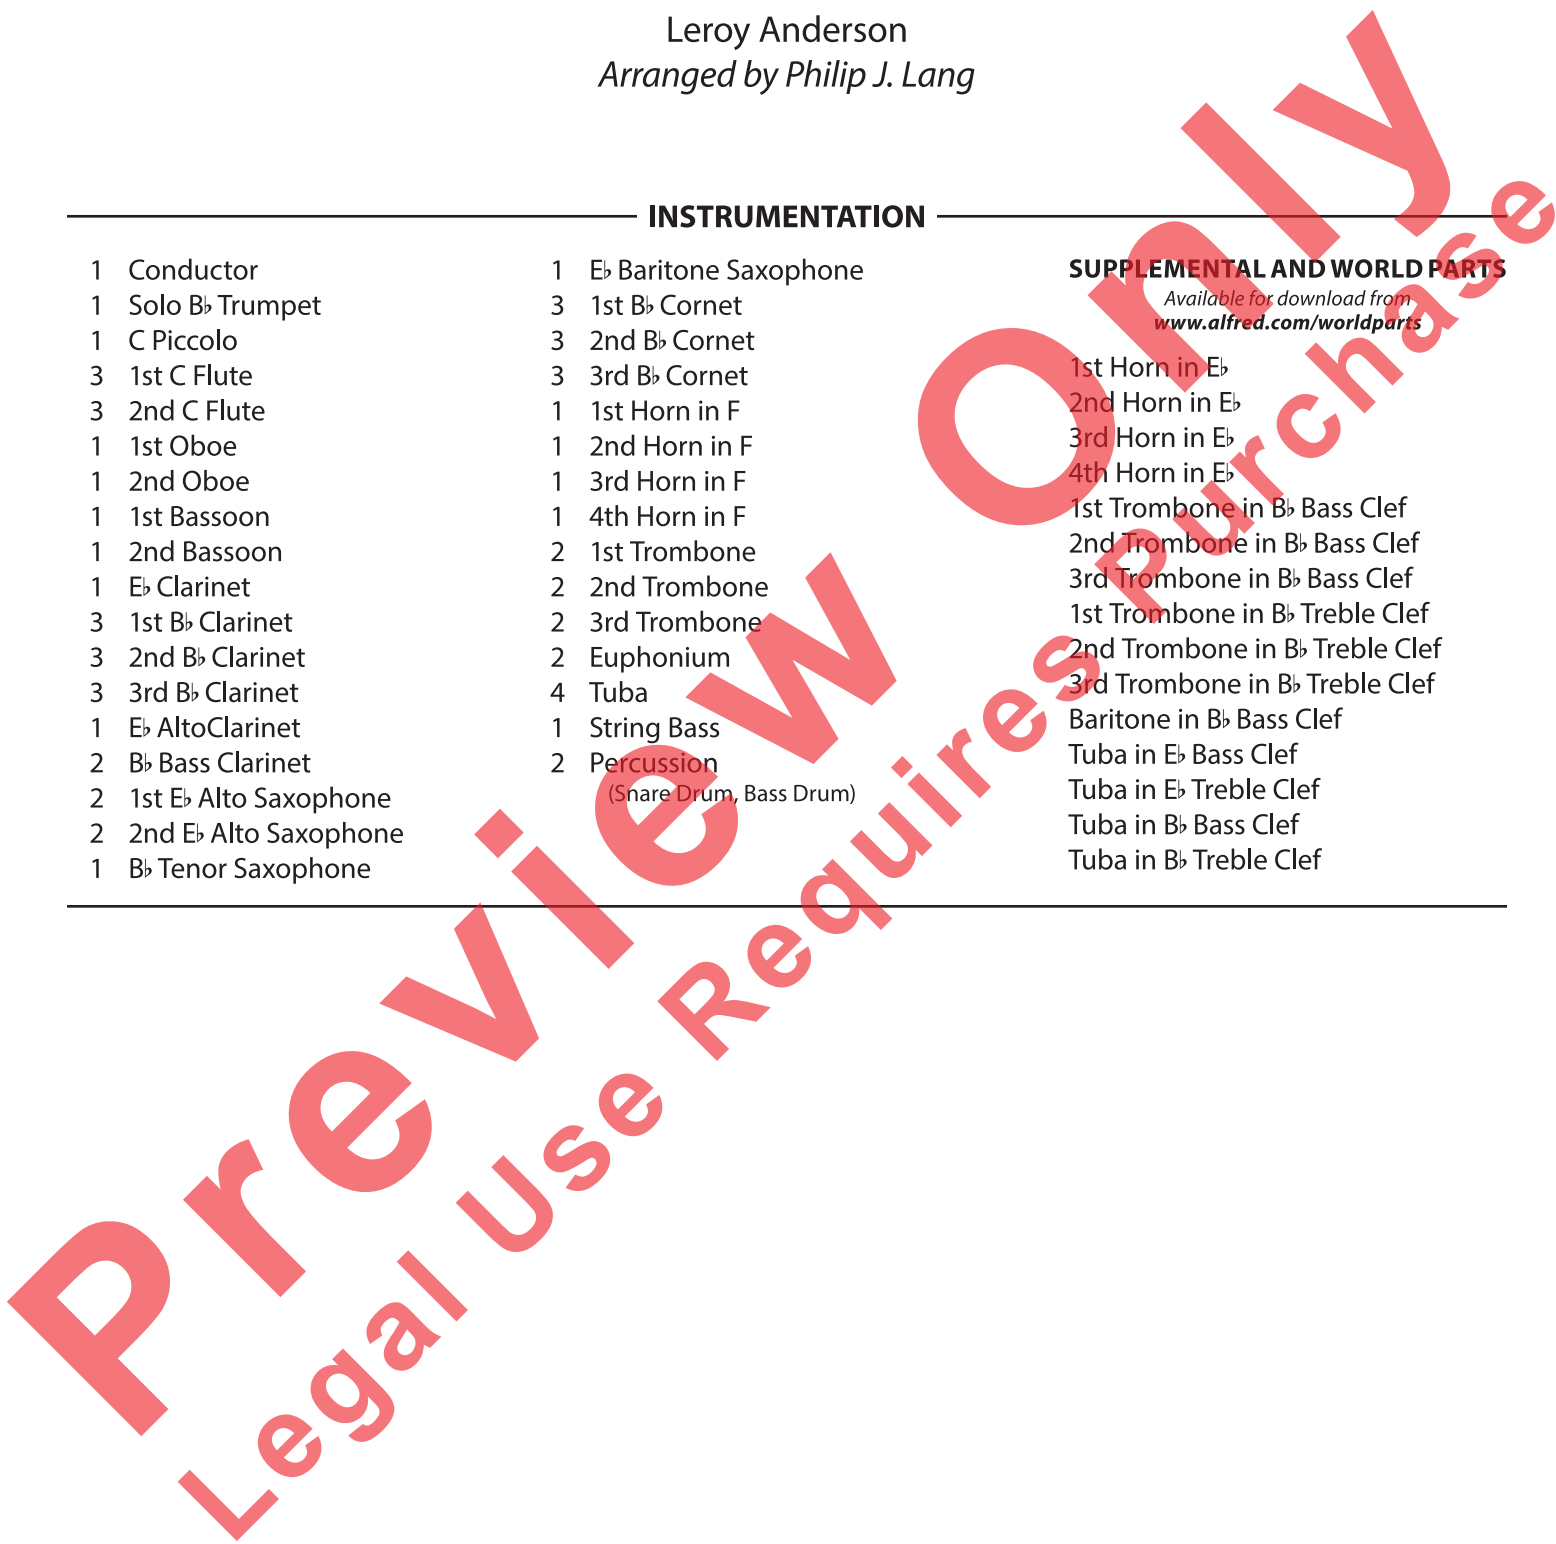 Leroy Anderson
Arranged by Philip J. Lang
INSTRUMENTATION
1 Conductor
1 Solo B♭ Trumpet
1 C Piccolo
3 1st C Flute
3 2nd C Flute
1 1st Oboe
1 2nd Oboe
1 1st Bassoon
1 2nd Bassoon
1 E♭ Clarinet
3 1st B♭ Clarinet
3 2nd B♭ Clarinet
3 3rd B♭ Clarinet
1 E♭ AltoClarinet
2 B♭ Bass Clarinet
2 1st E♭ Alto Saxophone
2 2nd E♭ Alto Saxophone
1 B♭ Tenor Saxophone
1 E♭ Baritone Saxophone
3 1st B♭ Cornet
3 2nd B♭ Cornet
3 3rd B♭ Cornet
1 1st Horn in F
1 2nd Horn in F
1 3rd Horn in F
1 4th Horn in F
2 1st Trombone
2 2nd Trombone
2 3rd Trombone
2 Euphonium
4 Tuba
1 String Bass
2 Percussion
(Snare Drum, Bass Drum)
SUPPLEMENTAL AND WORLD PARTS
Available for download from
www.alfred.com/worldparts
1st Horn in E♭
2nd Horn in E♭
3rd Horn in E♭
4th Horn in E♭
1st Trombone in B♭ Bass Clef
2nd Trombone in B♭ Bass Clef
3rd Trombone in B♭ Bass Clef
1st Trombone in B♭ Treble Clef
2nd Trombone in B♭ Treble Clef
3rd Trombone in B♭ Treble Clef
Baritone in B♭ Bass Clef
Tuba in E♭ Bass Clef
Tuba in E♭ Treble Clef
Tuba in B♭ Bass Clef
Tuba in B♭ Treble Clef
Preview Only
Legal Use Requires Purchase